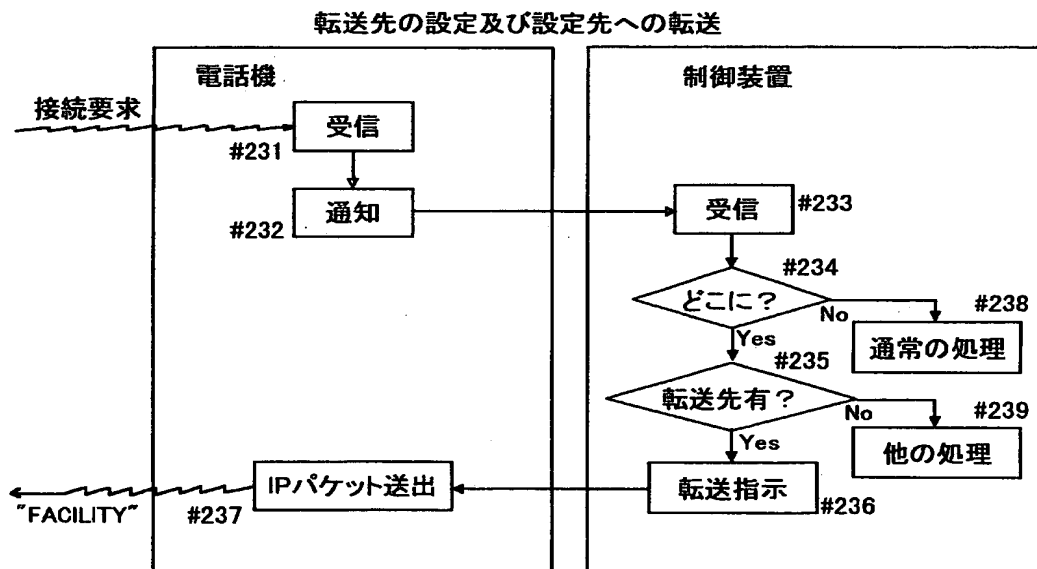 転送先の設定及び設定先への転送
電話機
制御装置
接続要求
受信
#231
通知
#232
受信
#233
#234
どこに?
No
#238
通常の処理
Yes
#235
転送先有?
No
#239
他の処理
Yes
転送指示
#236
IPパケット送出
#237
"FACILITY"